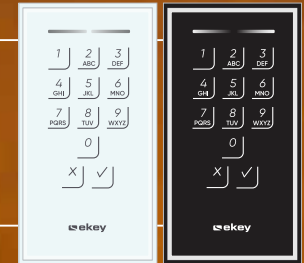 1 2 3
ABC DEF
4 5 6
GHI JKL MNO
7 8 9
PQRS TUV WXYZ
0
X ✓
ekey
1 2 3
ABC DEF
4 5 6
GHI JKL MNO
7 8 9
PQRS TUV WXYZ
0
X ✓
ekey